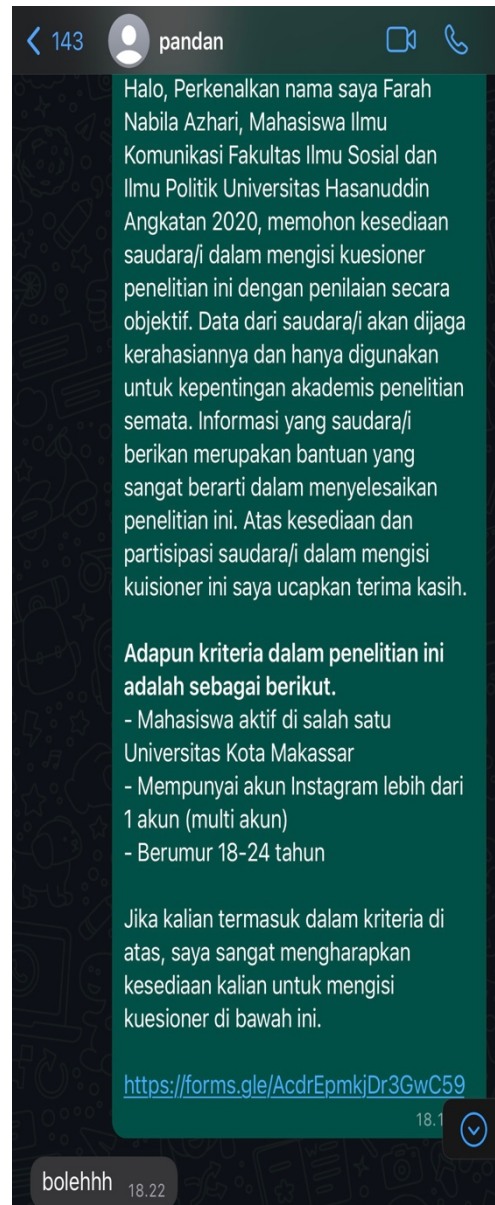 143 pandan
Halo, Perkenalkan nama saya Farah
Nabila Azhari, Mahasiswa Ilmu
Komunikasi Fakultas Ilmu Sosial dan
Ilmu Politik Universitas Hasanuddin
Angkatan 2020, memohon kesediaan
saudara/i dalam mengisi kuesioner
penelitian ini dengan penilaian secara
objektif. Data dari saudara/i akan dijaga
kerahasiannya dan hanya digunakan
untuk kepentingan akademis penelitian
semata. Informasi yang saudara/i
berikan merupakan bantuan yang
sangat berarti dalam menyelesaikan
penelitian ini. Atas kesediaan dan
partisipasi saudara/i dalam mengisi
kuisioner ini saya ucapkan terima kasih.
Adapun kriteria dalam penelitian ini
adalah sebagai berikut.
- Mahasiswa aktif di salah satu
Universitas Kota Makassar
- Mempunyai akun Instagram lebih dari
1 akun (multi akun)
- Berumur 18-24 tahun
Jika kalian termasuk dalam kriteria di
atas, saya sangat mengharapkan
kesediaan kalian untuk mengisi
kuesioner di bawah ini.
https://forms.gle/AcdrEpmkjDr3GwC59
bolehhh 18.22